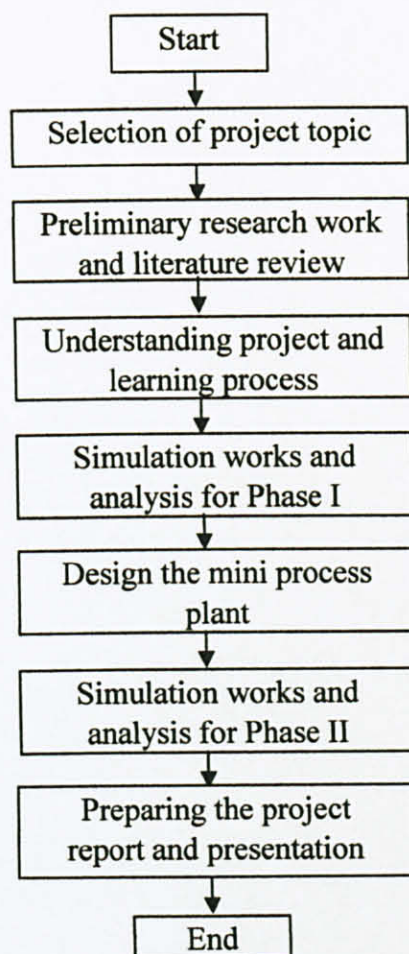 Start
Selection of project topic
Preliminary research work
and literature review
Understanding project and
learning process
Simulation works and
analysis for Phase I
Design the mini process
plant
Simulation works and
analysis for Phase II
Preparing the project
report and presentation
End